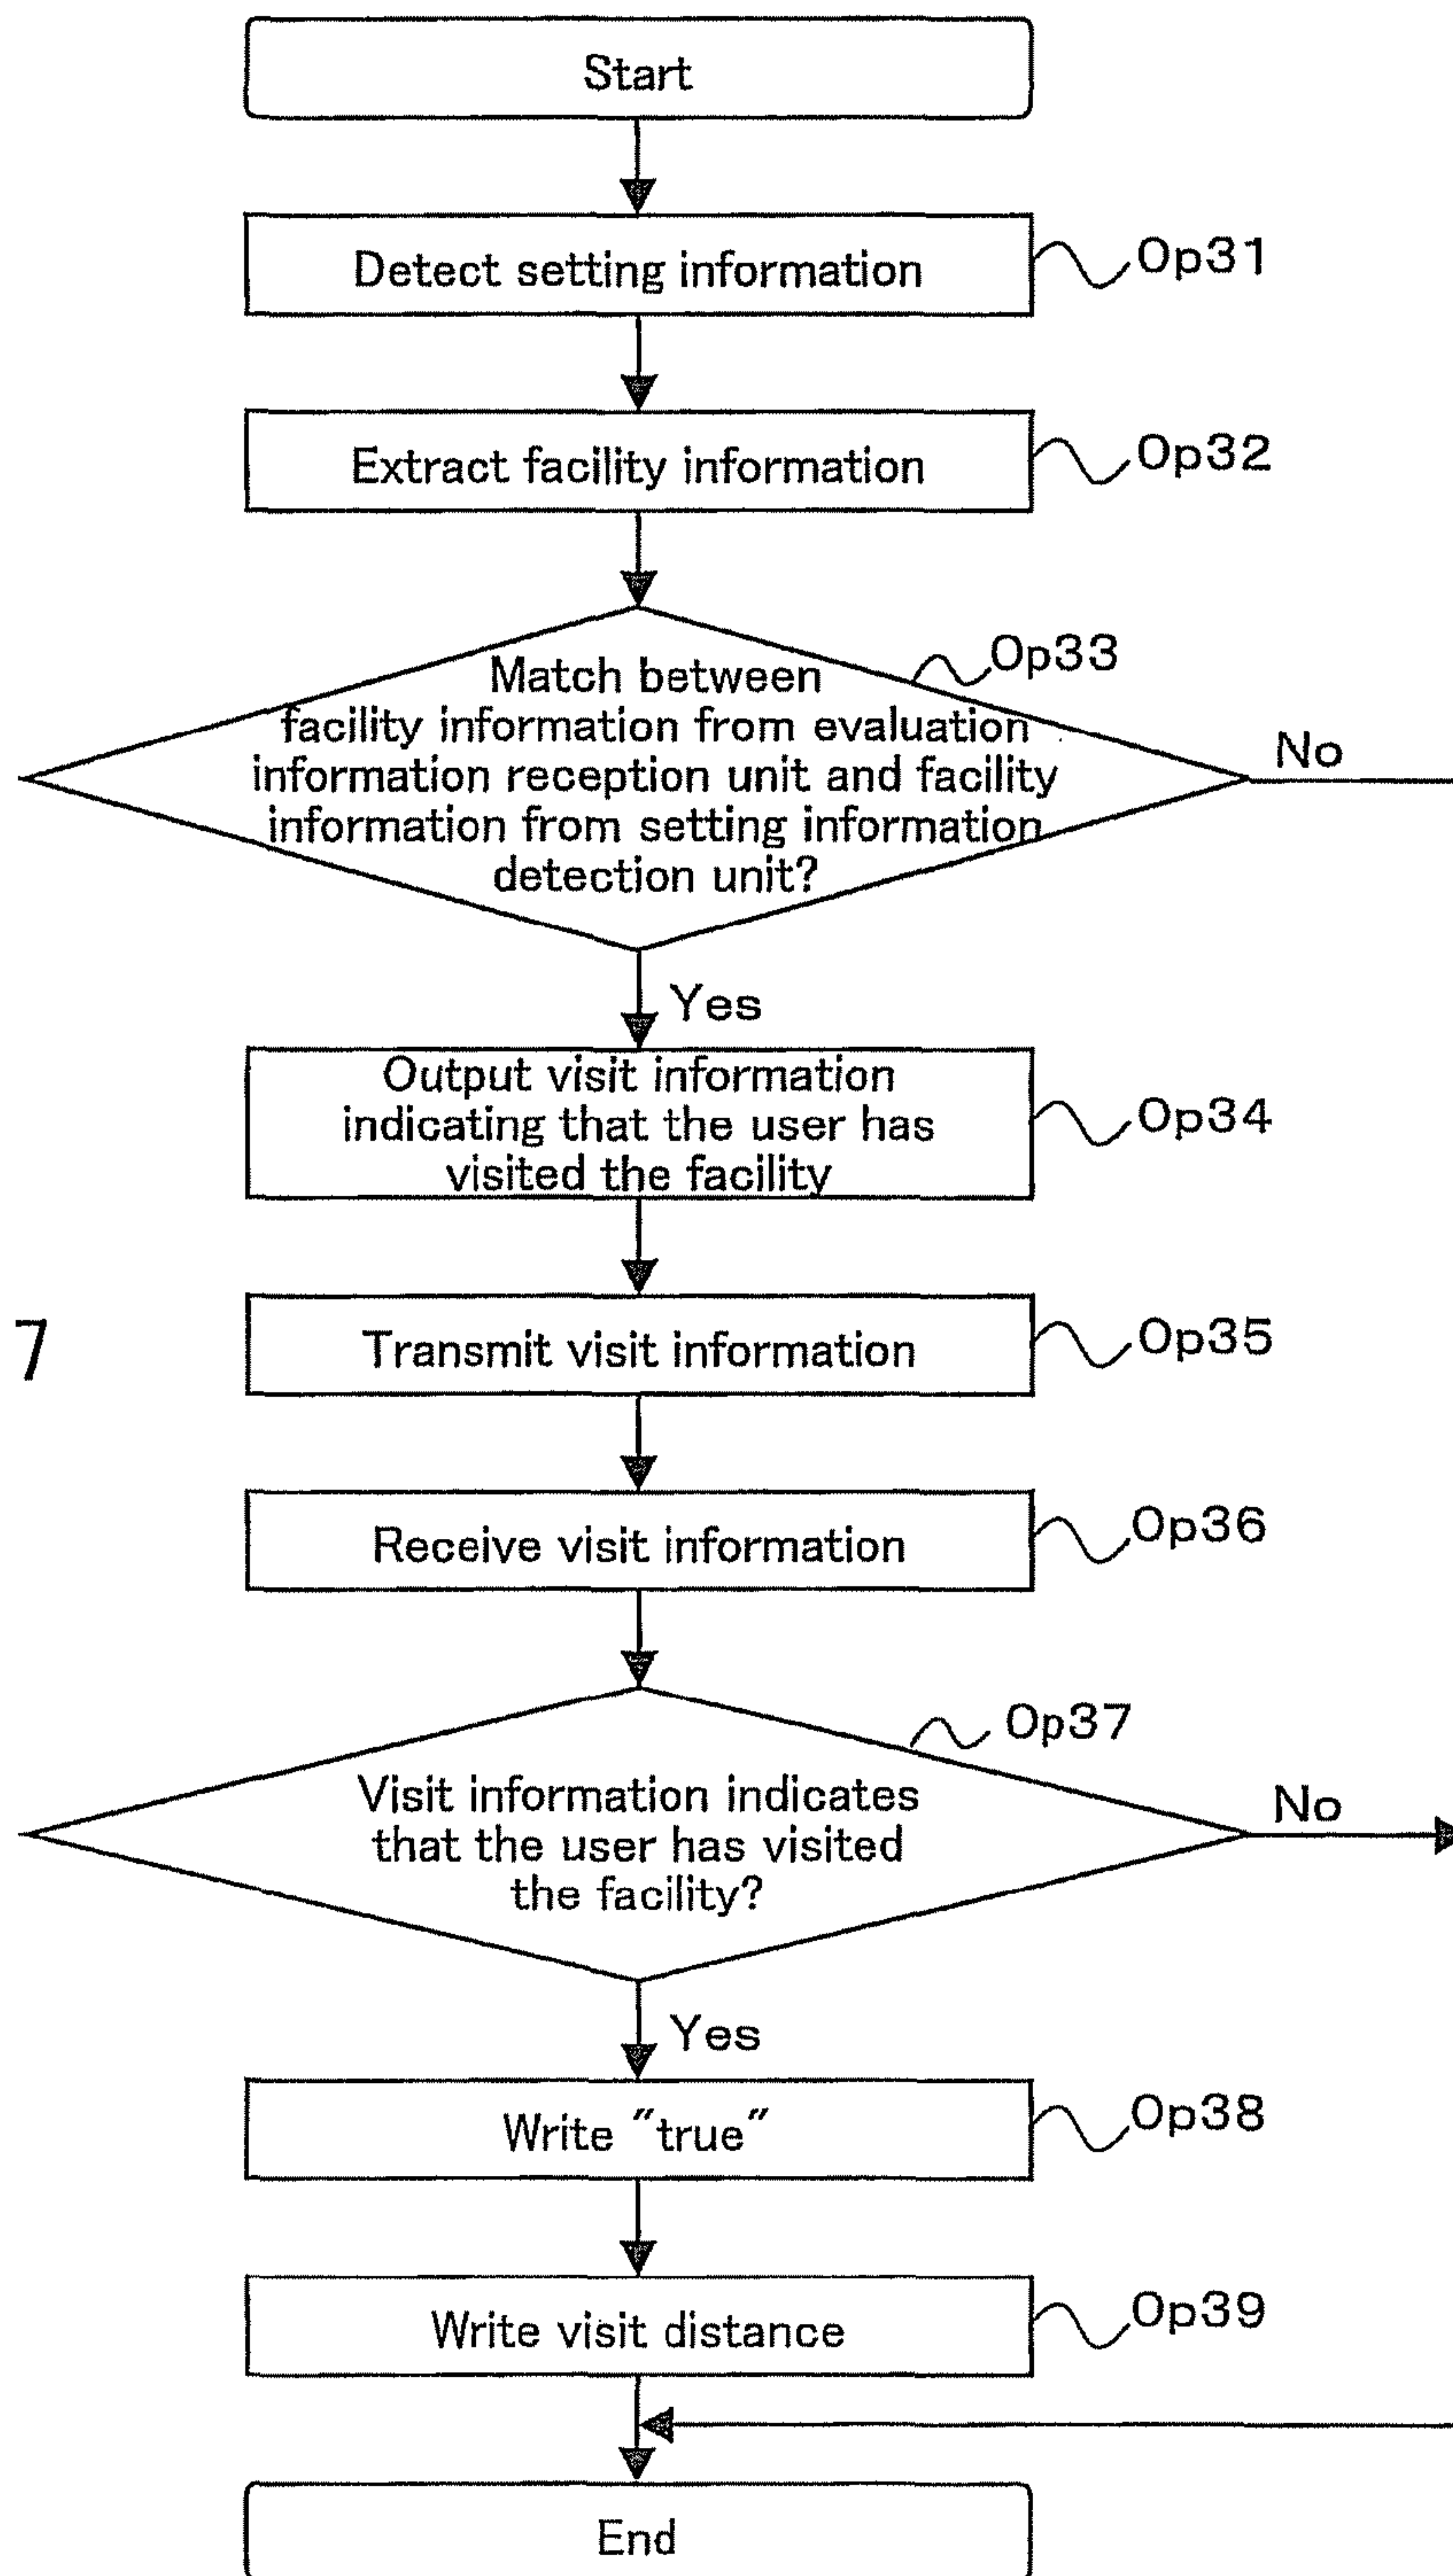 Start
Detect setting information
Op31
Extract facility information
Op32
Op33
Match between
facility information from evaluation
information reception unit and facility
information from setting information
detection unit?
No
Yes
Output visit information
indicating that the user has
visited the facility
Op34
7
Transmit visit information
Op35
Receive visit information
Op36
Op37
Visit information indicates
that the user has visited
the facility?
No
Yes
Write "true"
Op38
Write visit distance
Op39
End